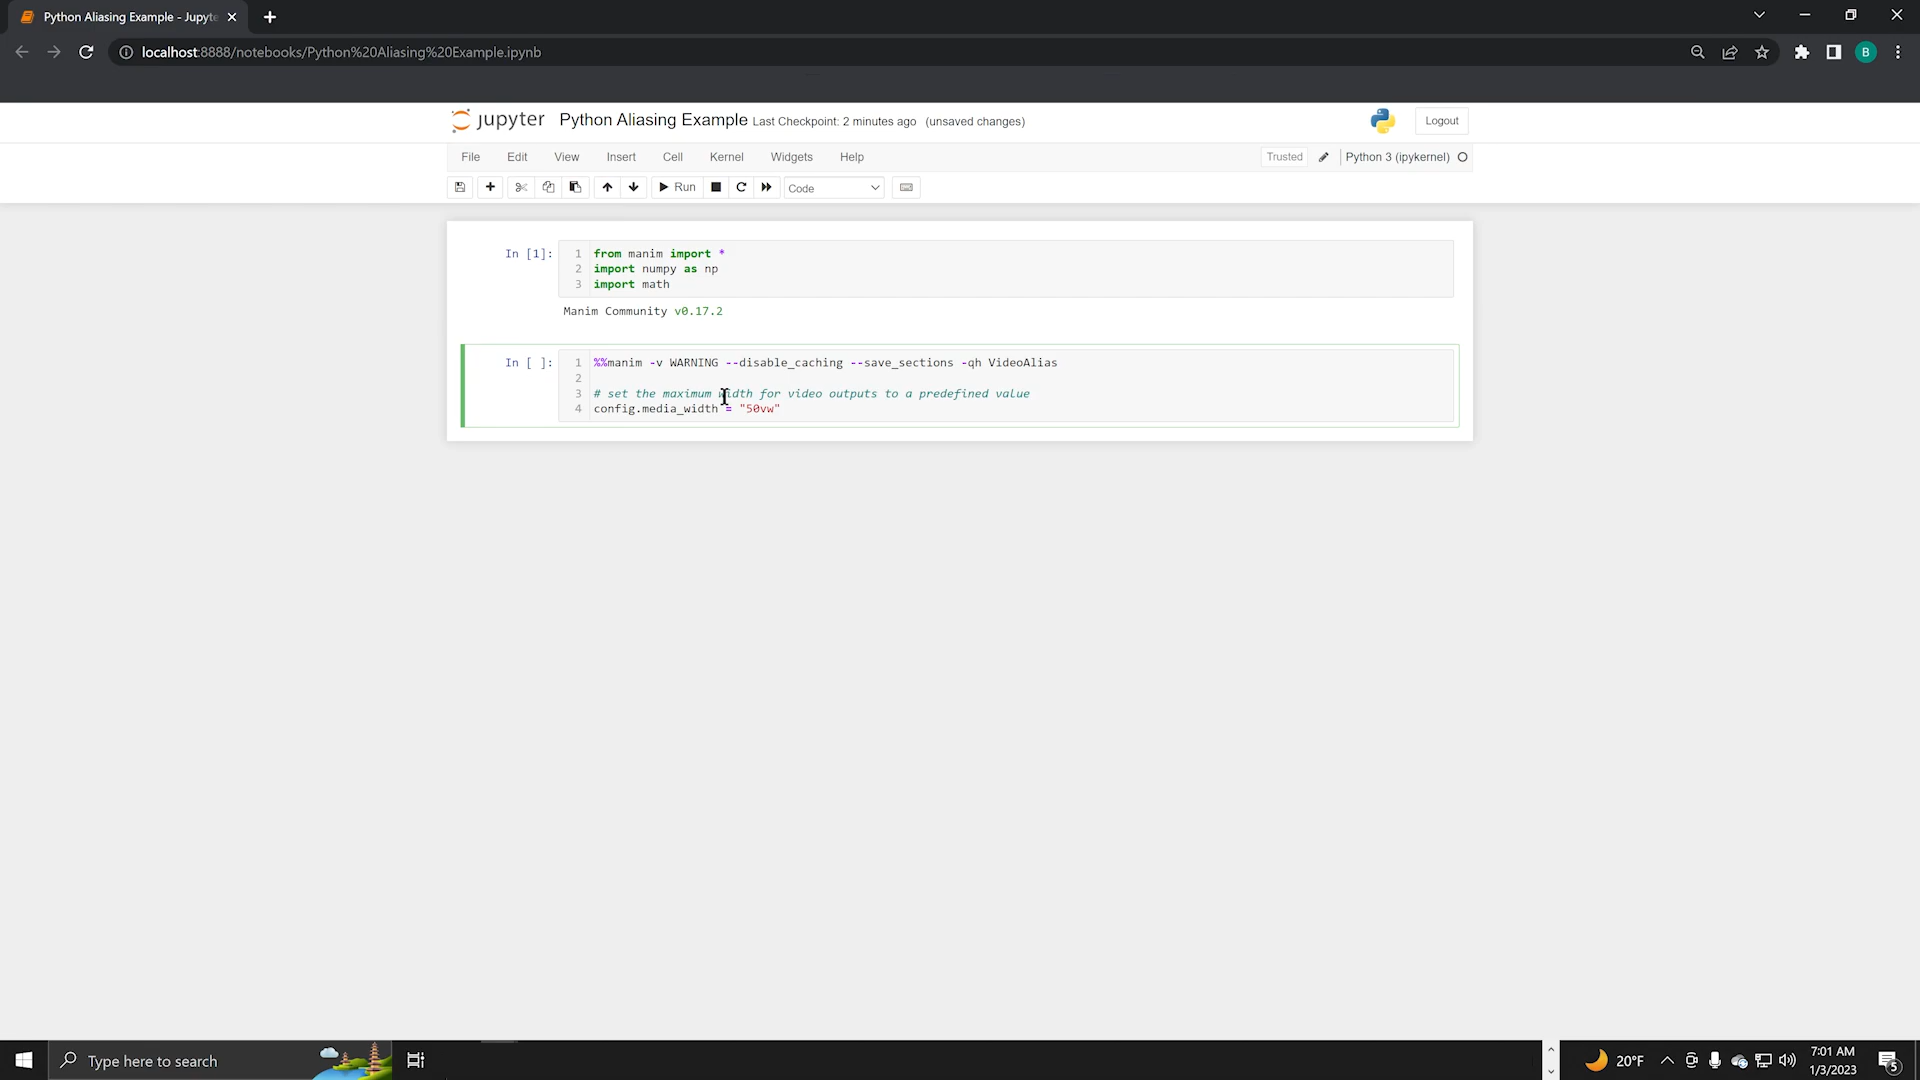 Python Aliasing Example - Jupyte
localhost:8888/notebooks/Python%20Aliasing%20Example.ipynb
B
jupyter Python Aliasing Example Last Checkpoint: 2 minutes ago (unsaved changes)
Logout
File Edit View Insert Cell Kernel Widgets Help
Trusted Python 3 (ipykernel)
Run Code
In [1]:
1 from manim import *
2 import numpy as np
3 import math
Manim Community v0.17.2
In [ ]:
1 %%manim -v WARNING --disable_caching --save_sections -qh VideoAlias
2
3 # set the maximum width for video outputs to a predefined value
4 config.media_width = "50vw"
Type here to search
20°F
7:01 AM
1/3/2023
5